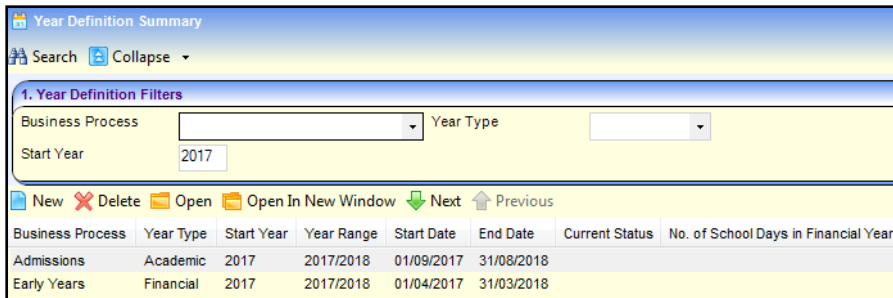 Year Definition Summary
Search Collapse
1. Year Definition Filters
Business Process Year Type
Start Year 2017
New Delete Open Open In New Window Next Previous
Business Process Year Type Start Year Year Range Start Date End Date Current Status No. of School Days in Financial Year
Admissions Academic 2017 2017/2018 01/09/2017 31/08/2018
Early Years Financial 2017 2017/2018 01/04/2017 31/03/2018